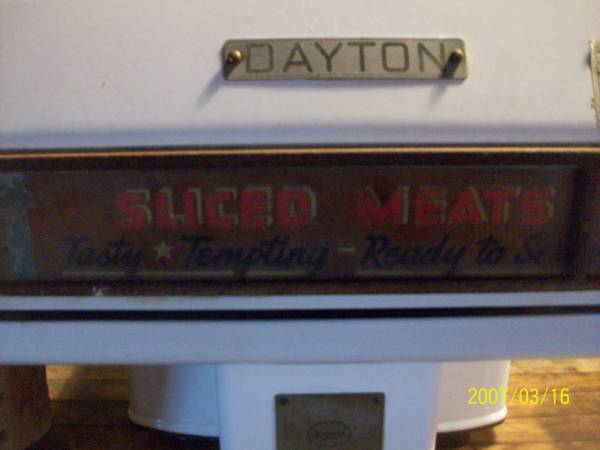 DAYTON
SLICED MEATS
Tasty ★ Tempting - Ready to
2007/03/16